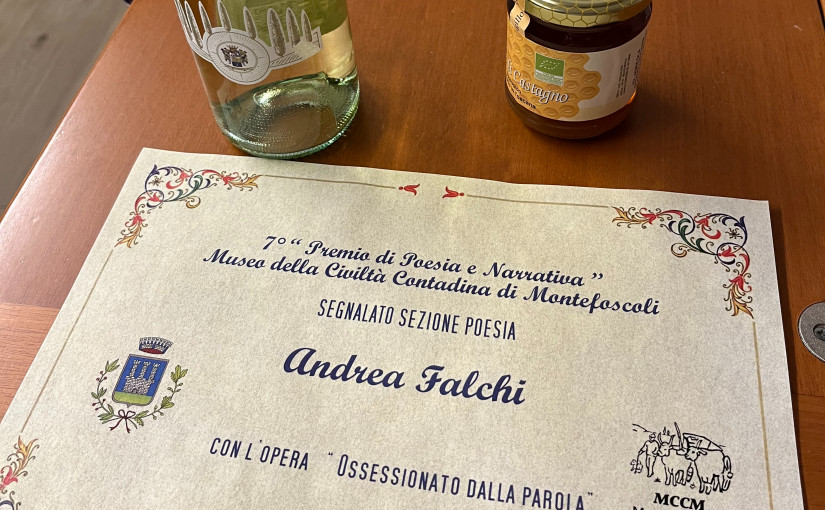 Castagno
7° “ Premio di Poesia e Narrativa ”
Museo della Civiltà Contadina di Montefoscoli
SEGNALATO SEZIONE POESIA
Andrea Falchi
CON L'OPERA “ OSSESSIONATO DALLA PAROLA”
MCCM